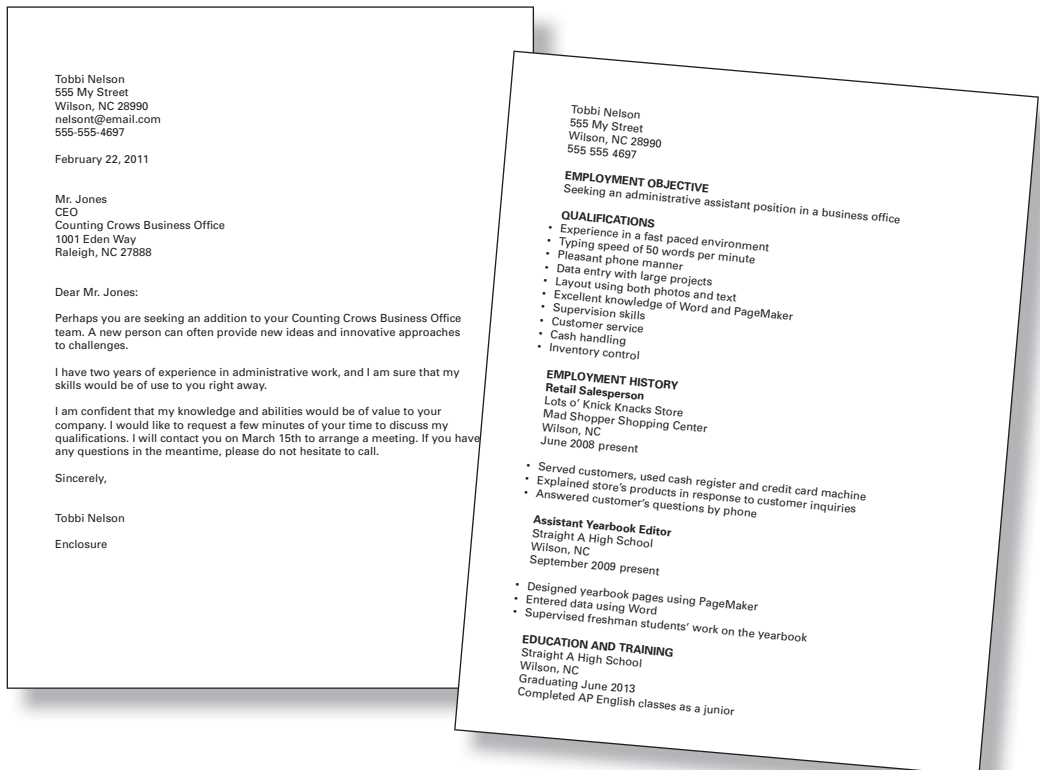 Tobbi Nelson
555 My Street
Wilson, NC 28990
nelsont@email.com
555-555-4697
February 22, 2011
Mr. Jones
CEO
Counting Crows Business Office
1001 Eden Way
Raleigh, NC 27888
Dear Mr. Jones:
Perhaps you are seeking an addition to your Counting Crows Business Office
team. A new person can often provide new ideas and innovative approaches
to challenges.
I have two years of experience in administrative work, and I am sure that my
skills would be of use to you right away.
I am confident that my knowledge and abilities would be of value to your
company. I would like to request a few minutes of your time to discuss my
qualifications. I will contact you on March 15th to arrange a meeting. If you have
any questions in the meantime, please do not hesitate to call.
Sincerely,
Tobbi Nelson
Enclosure
Tobbi Nelson
555 My Street
Wilson, NC 28990
555 555 4697
EMPLOYMENT OBJECTIVE
Seeking an administrative assistant position in a business office
QUALIFICATIONS
• Experience in a fast paced environment
• Typing speed of 50 words per minute
• Pleasant phone manner
• Data entry with large projects
• Layout using both photos and text
• Excellent knowledge of Word and PageMaker
• Supervision skills
• Customer service
• Cash handling
• Inventory control
EMPLOYMENT HISTORY
Retail Salesperson
Lots o' Knick Knacks Store
Mad Shopper Shopping Center
Wilson, NC
June 2008 present
• Served customers, used cash register and credit card machine
• Explained store's products in response to customer inquiries
• Answered customer's questions by phone
Assistant Yearbook Editor
Straight A High School
Wilson, NC
September 2009 present
• Designed yearbook pages using PageMaker
• Entered data using Word
• Supervised freshman students' work on the yearbook
EDUCATION AND TRAINING
Straight A High School
Wilson, NC
Graduating June 2013
Completed AP English classes as a junior